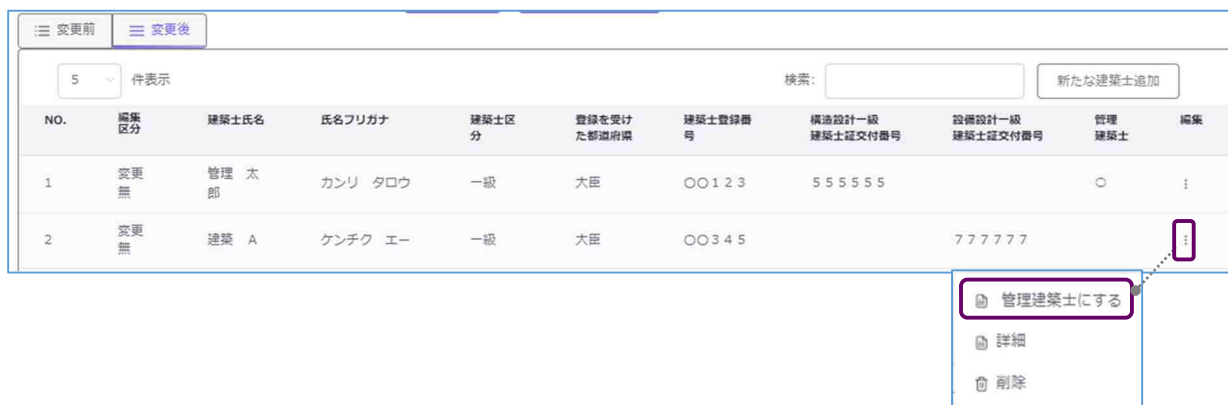 変更前 変更後
5 件表示 検索: 新たな建築士追加
NO. 編集区分 建築士氏名 氏名フリガナ 建築士区分 登録を受けた都道府県 建築士登録番号 構造設計一級建築士証交付番号 設備設計一級建築士証交付番号 管理建築士 編集
1 変更無 管理 太郎 カンリ タロウ 一級 大臣 〇〇123 555555 〇
2 変更無 建築 A ケンチク エー 一級 大臣 〇〇345 777777
管理建築士にする
詳細
削除